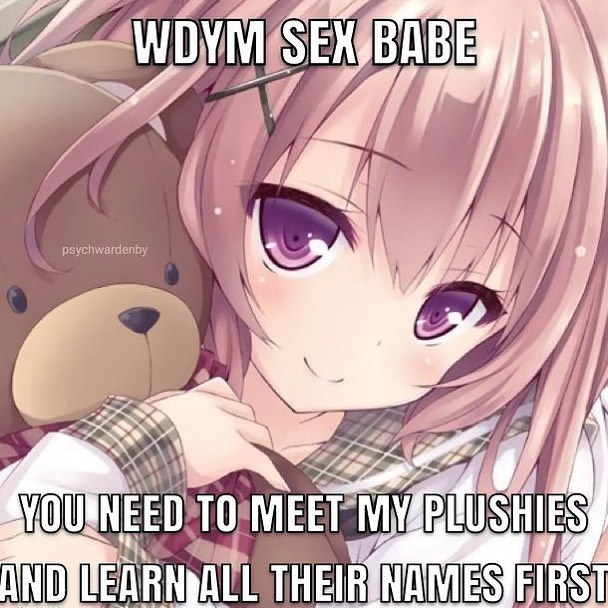 WDYM SEX BABE
psychwardenby
YOU NEED TO MEET MY PLUSHIES
AND LEARN ALL THEIR NAMES FIRST